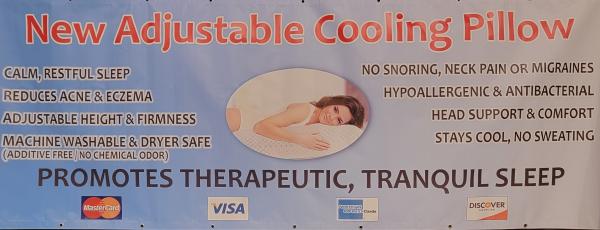 New Adjustable Cooling Pillow
CALM, RESTFUL SLEEP
REDUCES ACNE & ECZEMA
ADJUSTABLE HEIGHT & FIRMNESS
MACHINE WASHABLE & DRYER SAFE
(ADDITIVE FREE / NO CHEMICAL ODOR)
NO SNORING, NECK PAIN OR MIGRAINES
HYPOALLERGENIC & ANTIBACTERIAL
HEAD SUPPORT & COMFORT
STAYS COOL, NO SWEATING
PROMOTES THERAPEUTIC, TRANQUIL SLEEP
MasterCard
VISA
Cards
DISCOVER